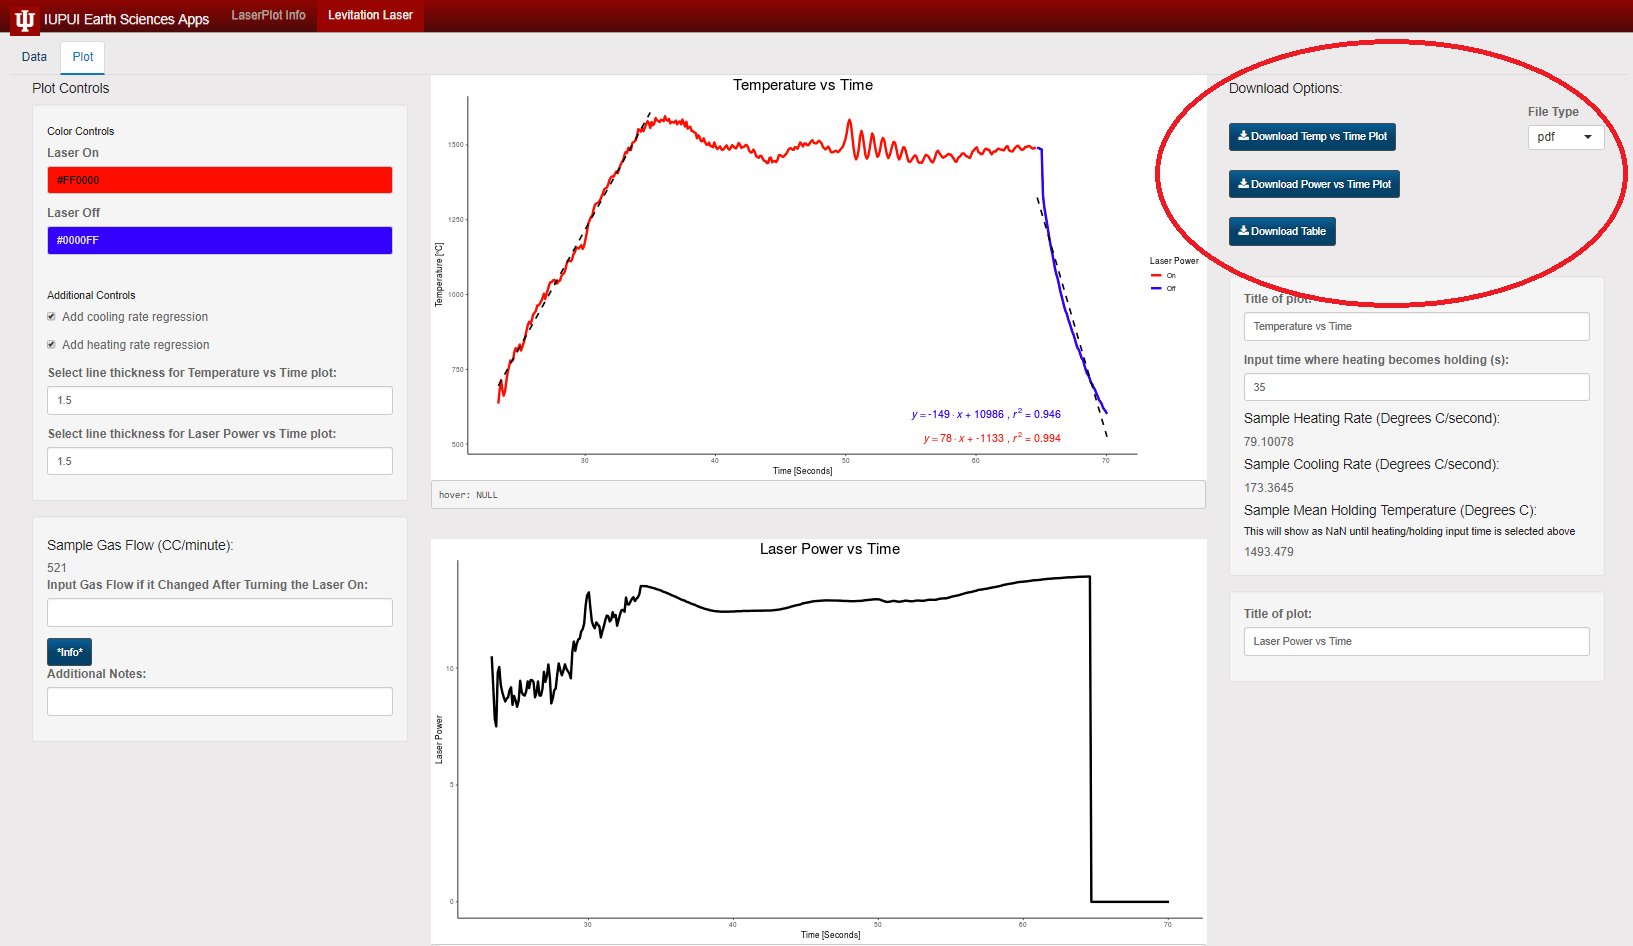 IUPUI Earth Sciences Apps
LaserPlot Info
Levitation Laser
Data
Plot
Plot Controls
Color Controls
Laser On
#FF0000
Laser Off
#0000FF
Additional Controls
Add cooling rate regression
Add heating rate regression
Select line thickness for Temperature vs Time plot:
1.5
Select line thickness for Laser Power vs Time plot:
1.5
Sample Gas Flow (CC/minute):
521
Input Gas Flow if it Changed After Turning the Laser On:
*Info*
Additional Notes:
Temperature vs Time
1500
1250
1000
750
500
Temperature [ºC]
30
40
50
60
70
Time [Seconds]
y = -149 · x + 10986 , r² = 0.946
y = 78 · x + -1133 , r² = 0.994
Laser Power
On
Off
hover: NULL
Laser Power vs Time
10
5
0
Laser Power
30
40
50
60
70
Time [Seconds]
Download Options:
File Type
Download Temp vs Time Plot
pdf
Download Power vs Time Plot
Download Table
Title of plot:
Temperature vs Time
Input time where heating becomes holding (s):
35
Sample Heating Rate (Degrees C/second):
79.10078
Sample Cooling Rate (Degrees C/second):
173.3645
Sample Mean Holding Temperature (Degrees C):
This will show as NaN until heating/holding input time is selected above
1493.479
Title of plot:
Laser Power vs Time